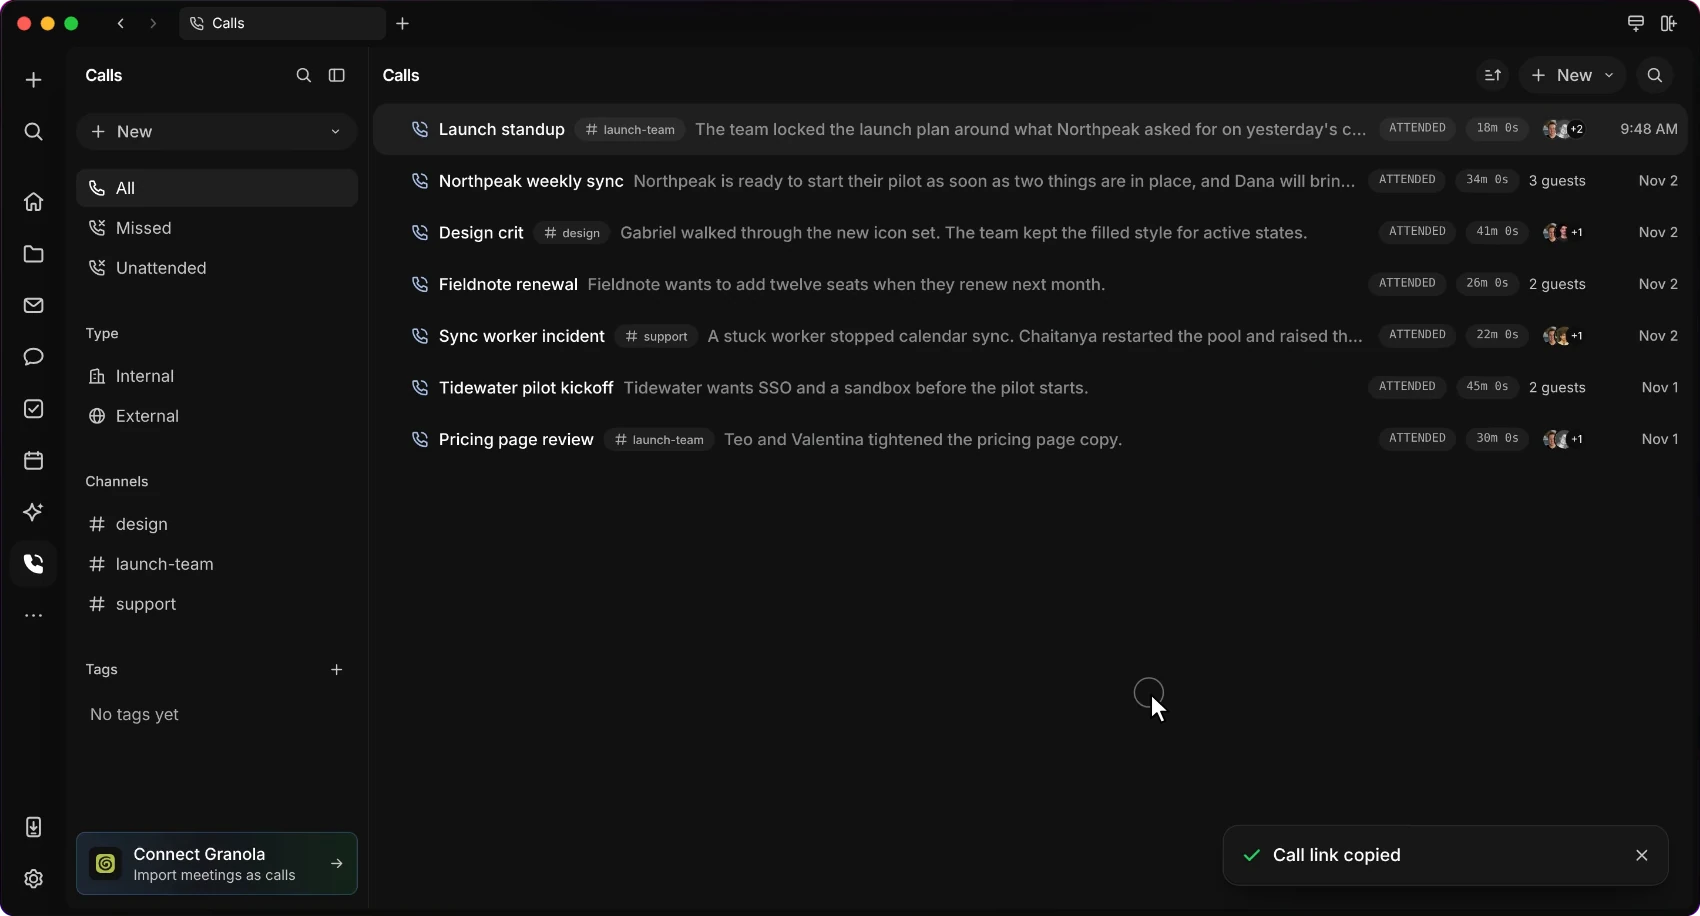 Calls
Calls
New
All
Missed
Unattended
Type
Internal
External
Channels
# design
# launch-team
# support
Tags
No tags yet
Connect Granola
Import meetings as calls
Calls
New
Launch standup # launch-team The team locked the launch plan around what Northpeak asked for on yesterday's c... ATTENDED 18m 0s +2 9:48 AM
Northpeak weekly sync Northpeak is ready to start their pilot as soon as two things are in place, and Dana will brin... ATTENDED 34m 0s 3 guests Nov 2
Design crit # design Gabriel walked through the new icon set. The team kept the filled style for active states. ATTENDED 41m 0s +1 Nov 2
Fieldnote renewal Fieldnote wants to add twelve seats when they renew next month. ATTENDED 26m 0s 2 guests Nov 2
Sync worker incident # support A stuck worker stopped calendar sync. Chaitanya restarted the pool and raised th... ATTENDED 22m 0s +1 Nov 2
Tidewater pilot kickoff Tidewater wants SSO and a sandbox before the pilot starts. ATTENDED 45m 0s 2 guests Nov 1
Pricing page review # launch-team Teo and Valentina tightened the pricing page copy. ATTENDED 30m 0s +1 Nov 1
Call link copied